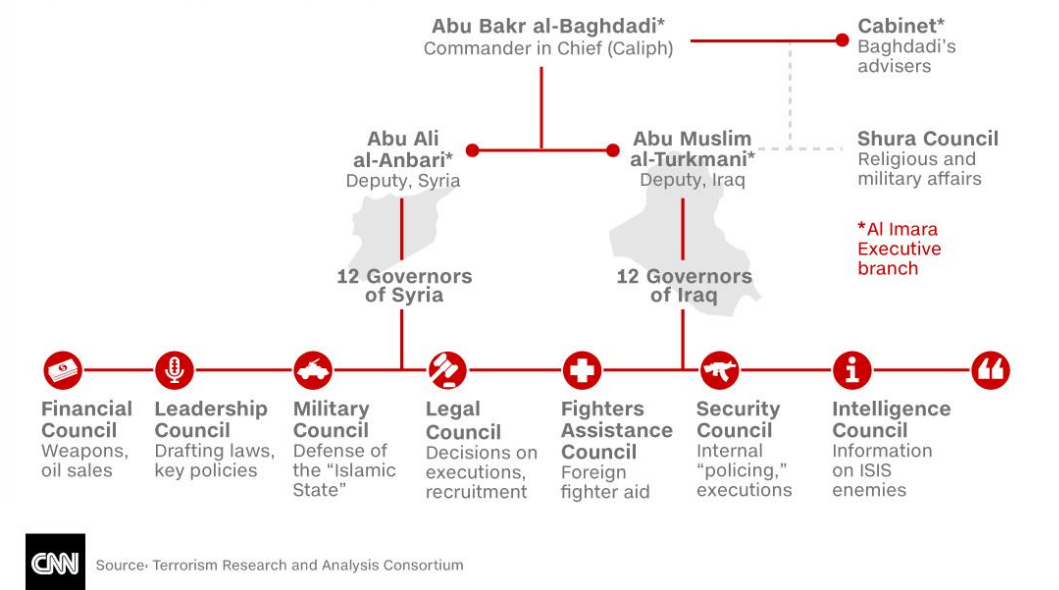 Abu Bakr al-Baghdadi*
Commander in Chief (Caliph)
Cabinet*
Baghdadi's
advisers
Abu Ali
al-Anbari*
Deputy, Syria
Abu Muslim
al-Turkmani*
Deputy, Iraq
Shura Council
Religious and
military affairs
*Al Imara
Executive
branch
12 Governors
of Syria
12 Governors
of Iraq
Financial
Council
Weapons,
oil sales
Leadership
Council
Drafting laws,
key policies
Military
Council
Defense of
the "Islamic
State"
Legal
Council
Decisions on
executions,
recruitment
Fighters
Assistance
Council
Foreign
fighter aid
Security
Council
Internal
"policing,"
executions
Intelligence
Council
Information
on ISIS
enemies
CNN
Source: Terrorism Research and Analysis Consortium